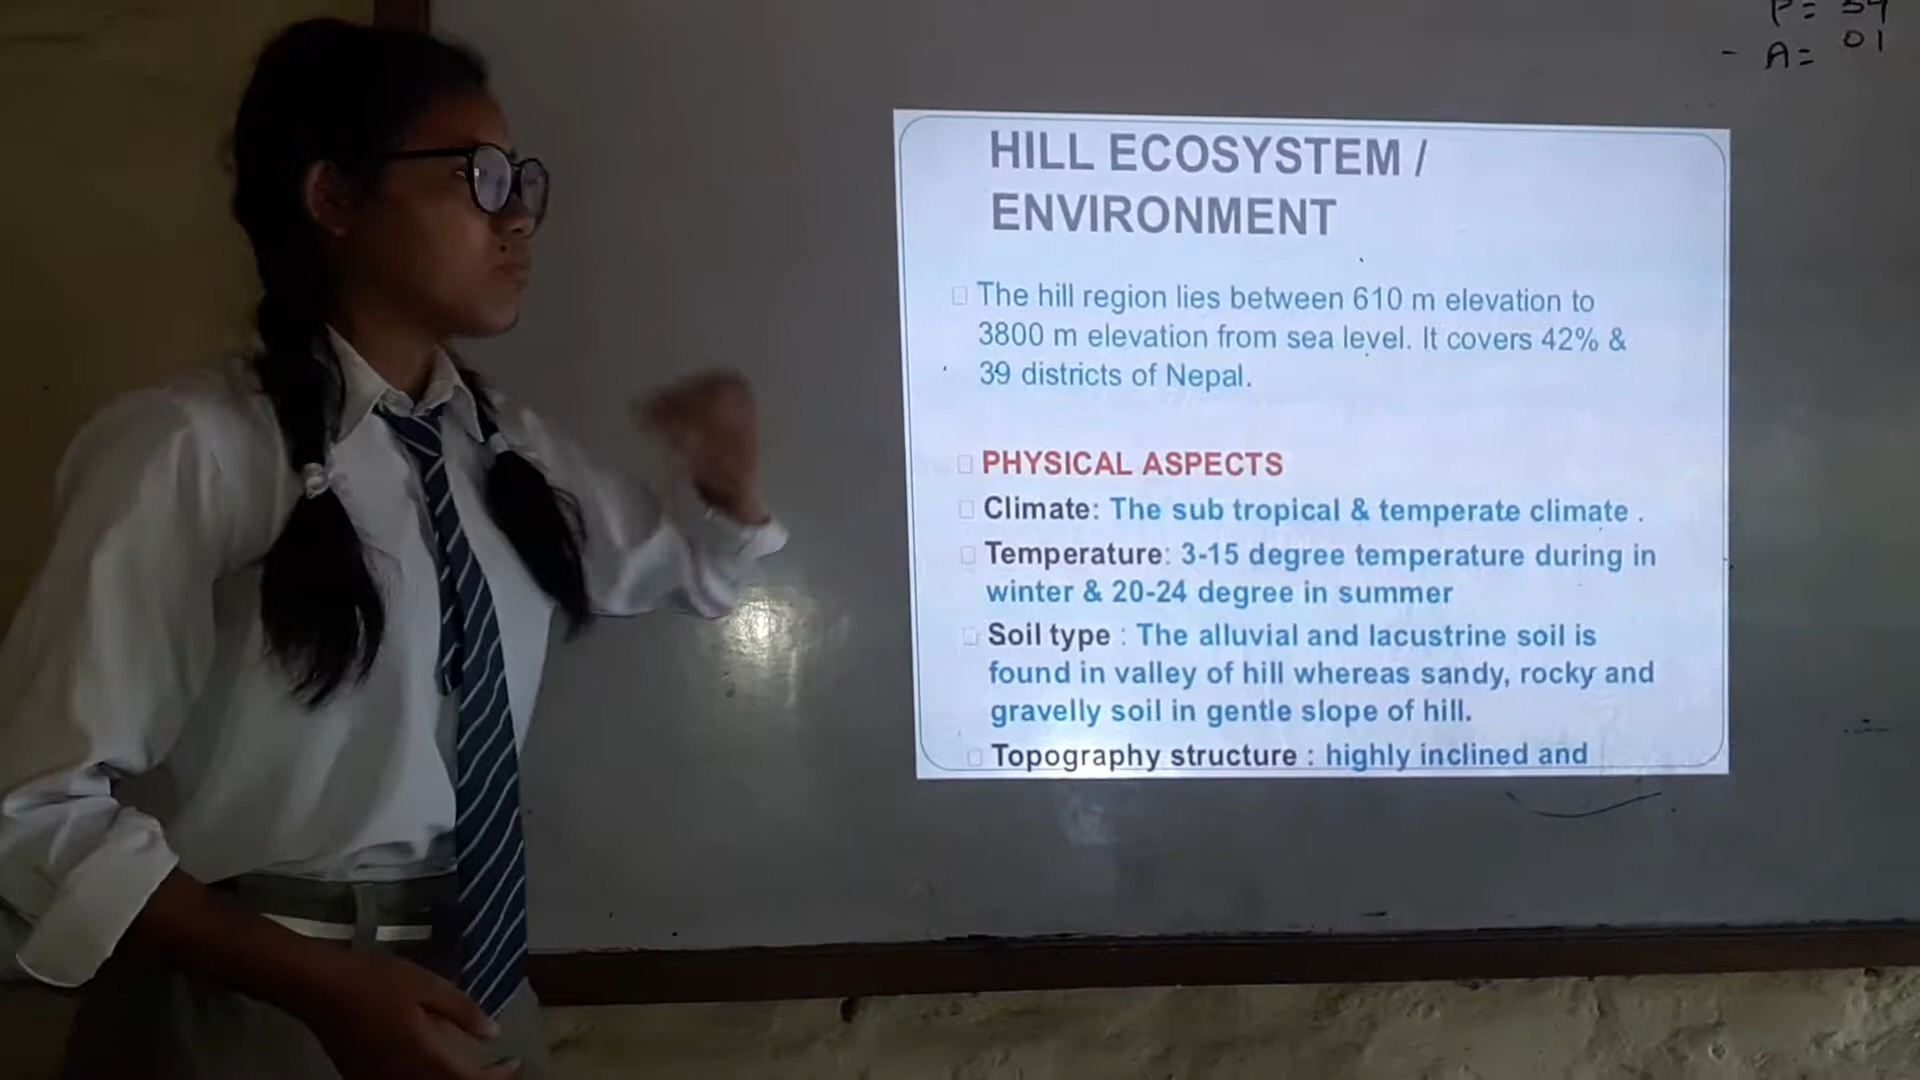 P = 34
- A = 01
HILL ECOSYSTEM /
ENVIRONMENT
The hill region lies between 610 m elevation to
3800 m elevation from sea level. It covers 42% &
39 districts of Nepal.
PHYSICAL ASPECTS
Climate: The sub tropical & temperate climate .
Temperature: 3-15 degree temperature during in
winter & 20-24 degree in summer
Soil type : The alluvial and lacustrine soil is
found in valley of hill whereas sandy, rocky and
gravelly soil in gentle slope of hill.
Topography structure : highly inclined and